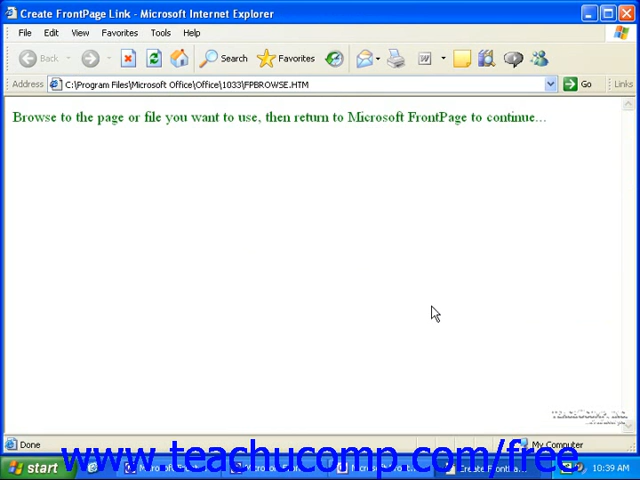 Create FrontPage Link - Microsoft Internet Explorer
File Edit View Favorites Tools Help
Back Search Favorites
Address C:\Program Files\Microsoft Office\Office\1033\FPBROWSE.HTM Go Links
Browse to the page or file you want to use, then return to Microsoft FrontPage to continue...
TEACHUCOMP, INC.
Done My Computer
www.teachucomp.com/free
start 10:39 AM